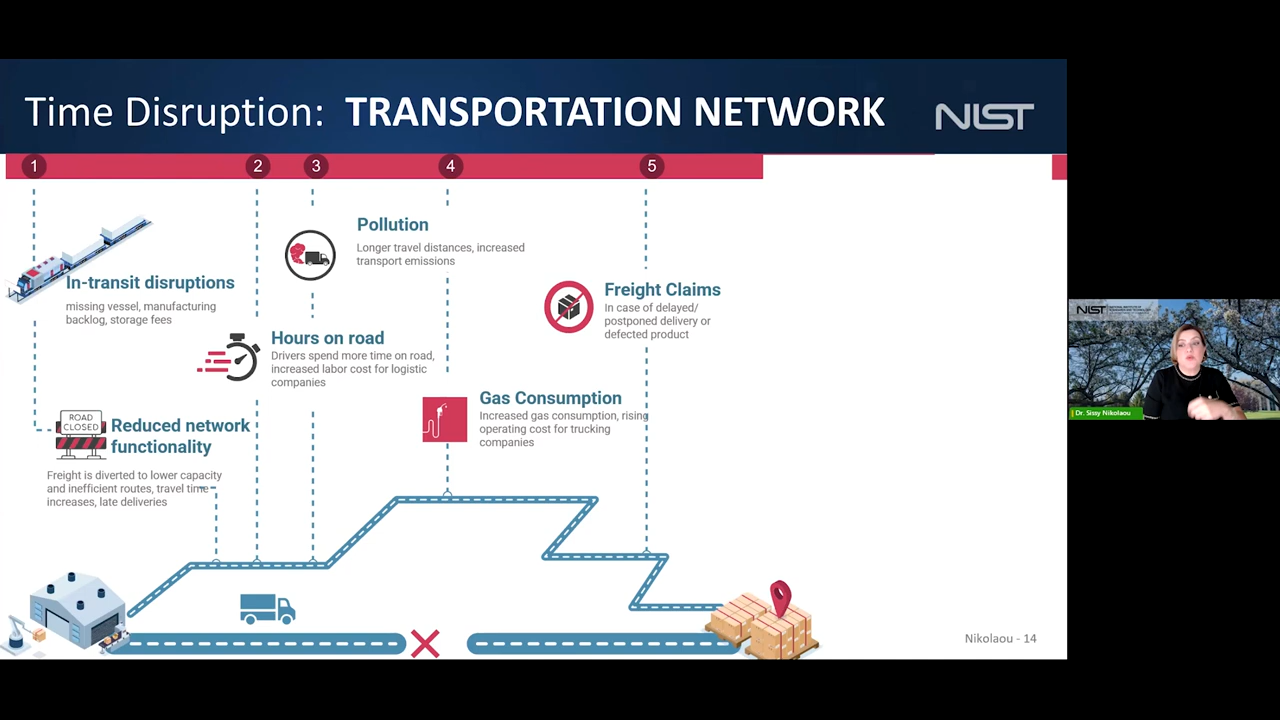 Time Disruption: TRANSPORTATION NETWORK
NIST
1
2
3
4
5
In-transit disruptions
missing vessel, manufacturing
backlog, storage fees
ROAD
CLOSED
Reduced network
functionality
Freight is diverted to lower capacity
and inefficient routes, travel time
increases, late deliveries
Hours on road
Drivers spend more time on road,
increased labor cost for logistic
companies
Pollution
Longer travel distances, increased
transport emissions
Gas Consumption
Increased gas consumption, rising
operating cost for trucking
companies
Freight Claims
In case of delayed/
postponed delivery or
defected product
Nikolaou - 14
NIST
Dr. Sissy Nikolaou